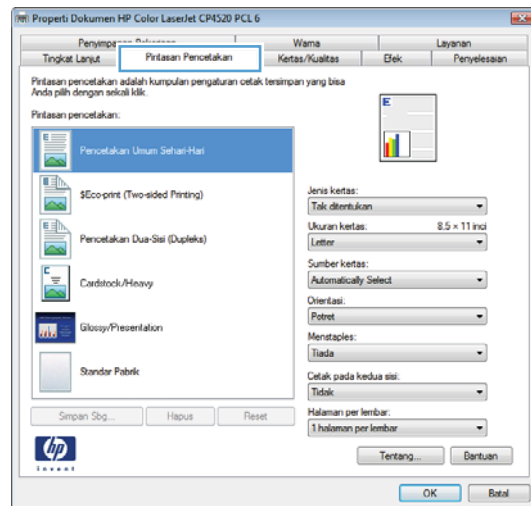 Properti Dokumen HP Color LaserJet CP4520 PCL 6
Warna
Layanan
Tingkat Lanjut
Pintasan Pencetakan
Kertas/Kualitas
Efek
Penyelesaian
Pintasan pencetakan adalah kumpulan pengaturan cetak tersimpan yang bisa
Anda pilih dengan sekali klik.
Pintasan pencetakan:
Pencetakan Umum Sehari-Hari
$Eco-print (Two-sided Printing)
Pencetakan Dua-Sisi (Dupleks)
Cardstock/Heavy
Glossy/Presentation
Standar Pabrik
Simpan Sbg...
Hapus
Reset
E
Jenis kertas:
Tak ditentukan
Ukuran kertas: 8.5 × 11 inci
Letter
Sumber kertas:
Automatically Select
Orientasi:
Potret
Menstaples:
Tiada
Cetak pada kedua sisi:
Tidak
Halaman per lembar:
1 halaman per lembar
hp
invent
Tentang...
Bantuan
OK
Batal